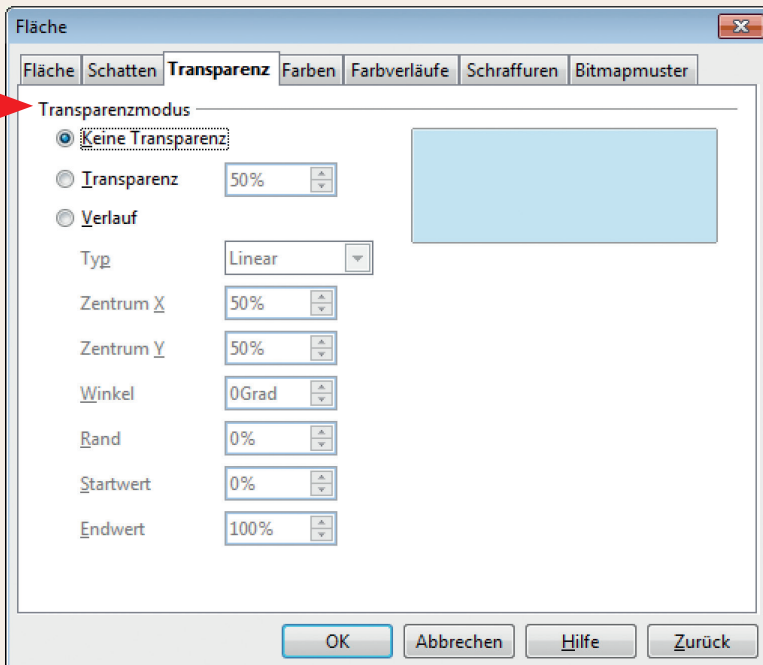 Fläche
Fläche Schatten Transparenz Farben Farbverläufe Schraffuren Bitmapmuster
Transparenzmodus
Keine Transparenz
Transparenz 50%
Verlauf
Typ Linear
Zentrum X 50%
Zentrum Y 50%
Winkel 0Grad
Rand 0%
Startwert 0%
Endwert 100%
OK Abbrechen Hilfe Zurück